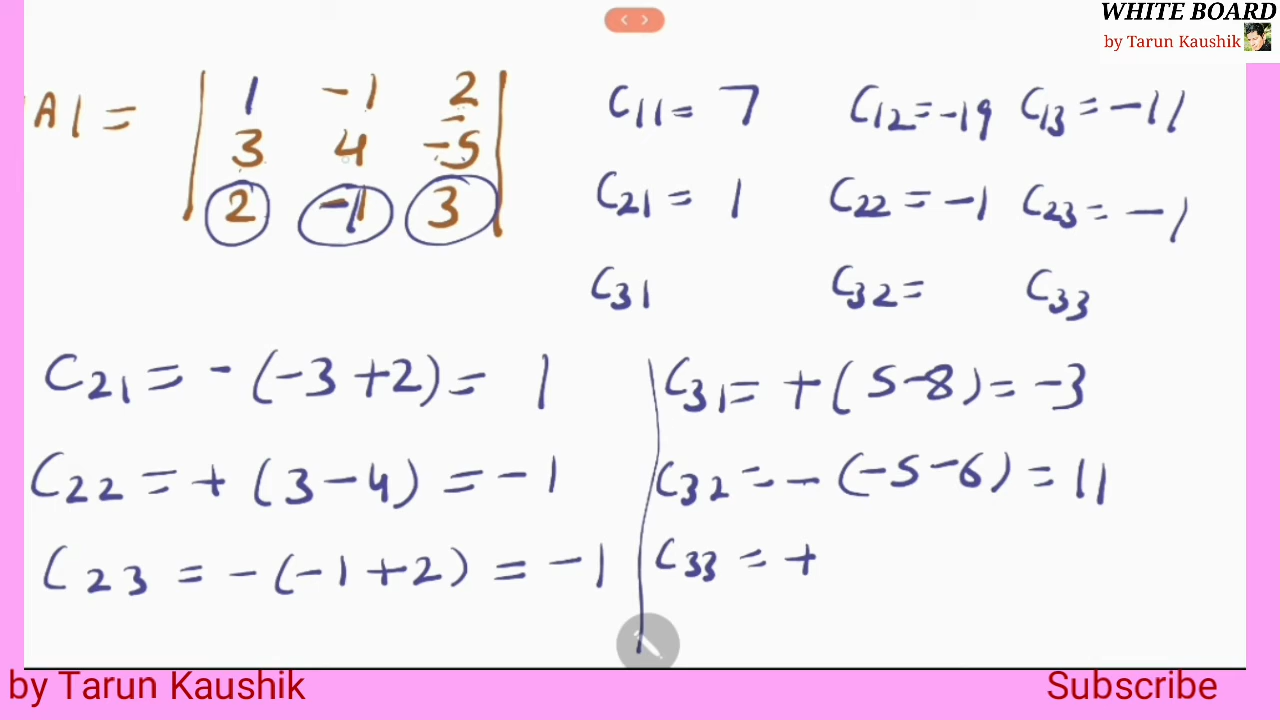 WHITE BOARD
by Tarun Kaushik
|A| = | 1 -1 2 |
| 3 4 -5 |
| 2 -1 3 |
C11 = 7 C12 = -19 C13 = -11
C21 = 1 C22 = -1 C23 = -1
C31 C32 = C33
C21 = - (-3 + 2) = 1
C22 = + (3 - 4) = -1
C23 = - (-1 + 2) = -1
C31 = + (5 - 8) = -3
C32 = - (-5 - 6) = 11
C33 = +
by Tarun Kaushik
Subscribe